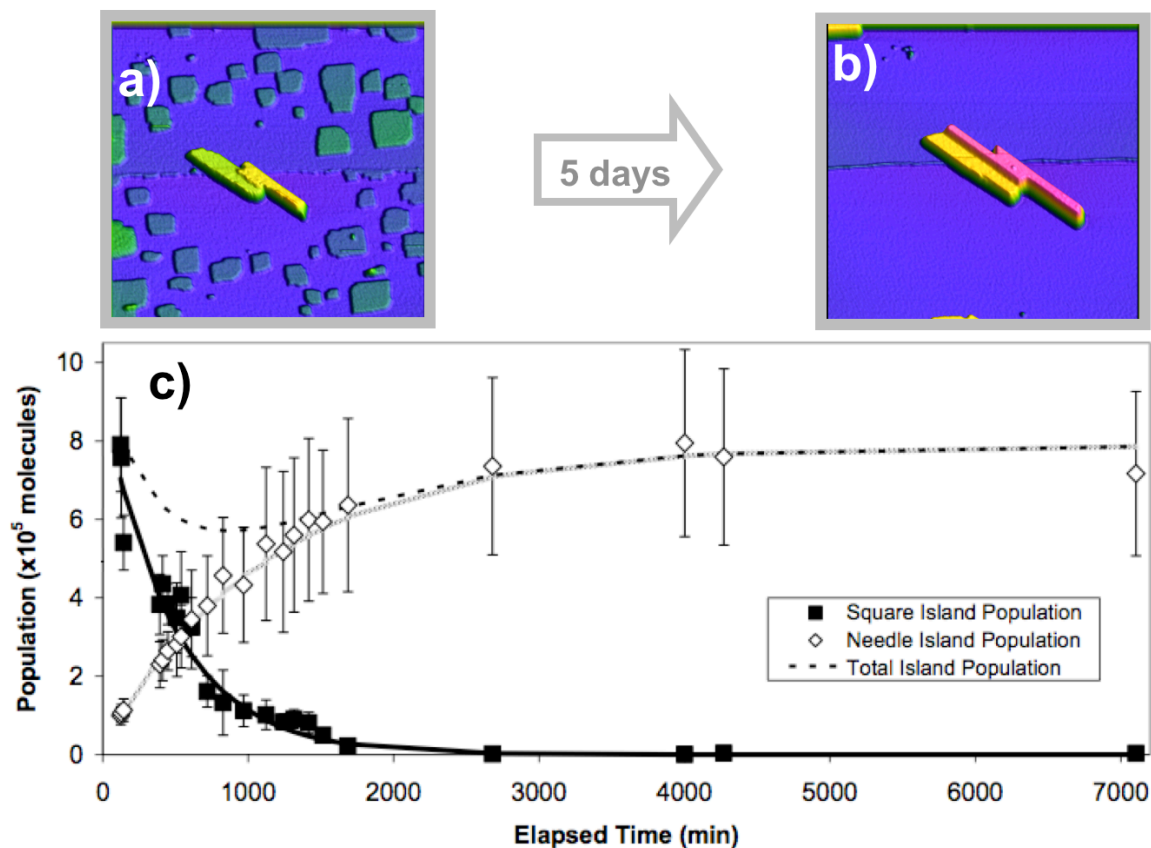 a)
5 days
b)
c)
Population (x10⁵ molecules)
10
8
6
4
2
0
Square Island Population
Needle Island Population
Total Island Population
0 1000 2000 3000 4000 5000 6000 7000
Elapsed Time (min)